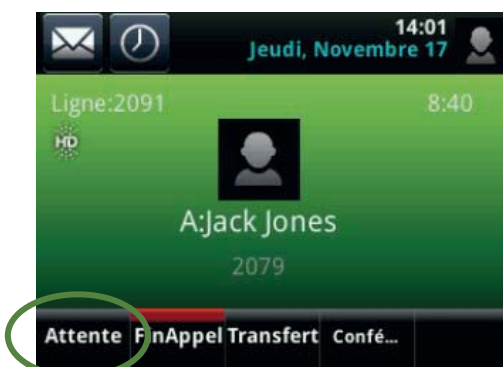 14:01
Jeudi, Novembre 17
Ligne:2091 8:40
HD
A:Jack Jones
2079
Attente FinAppel Transfert Confé...